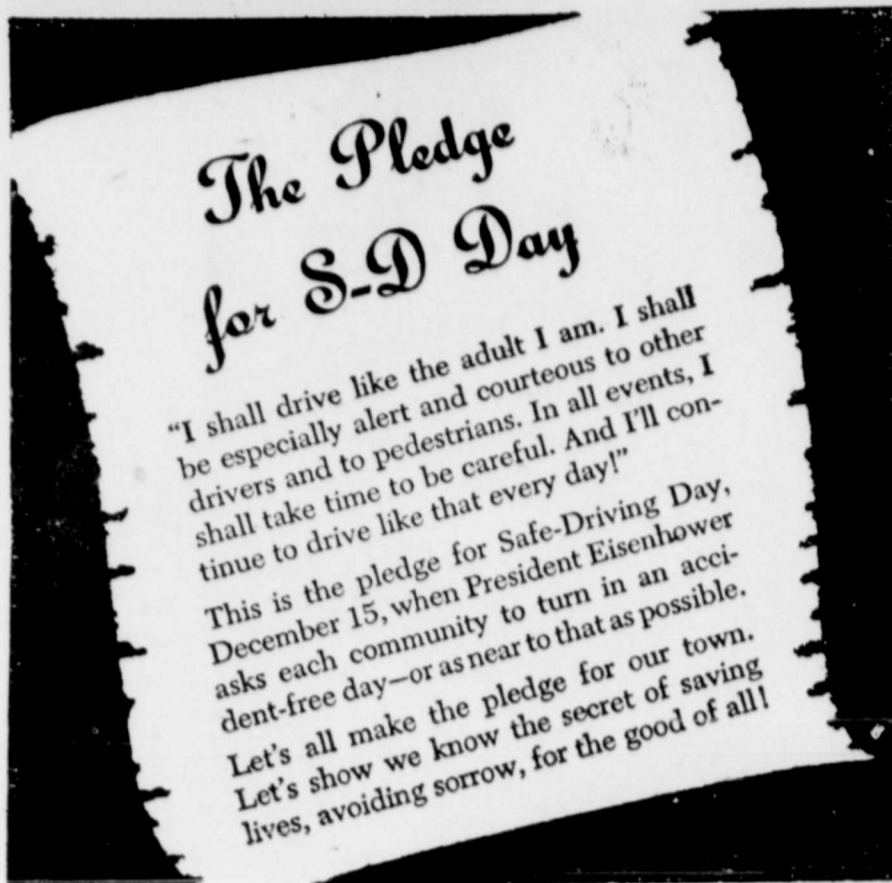 The Pledge
for S-D Day
"I shall drive like the adult I am. I shall
be especially alert and courteous to other
drivers and to pedestrians. In all events, I
shall take time to be careful. And I'll con-
tinue to drive like that every day!"
This is the pledge for Safe-Driving Day,
December 15, when President Eisenhower
asks each community to turn in an acci-
dent-free day—or as near to that as possible.
Let's all make the pledge for our town.
Let's show we know the secret of saving
lives, avoiding sorrow, for the good of all!